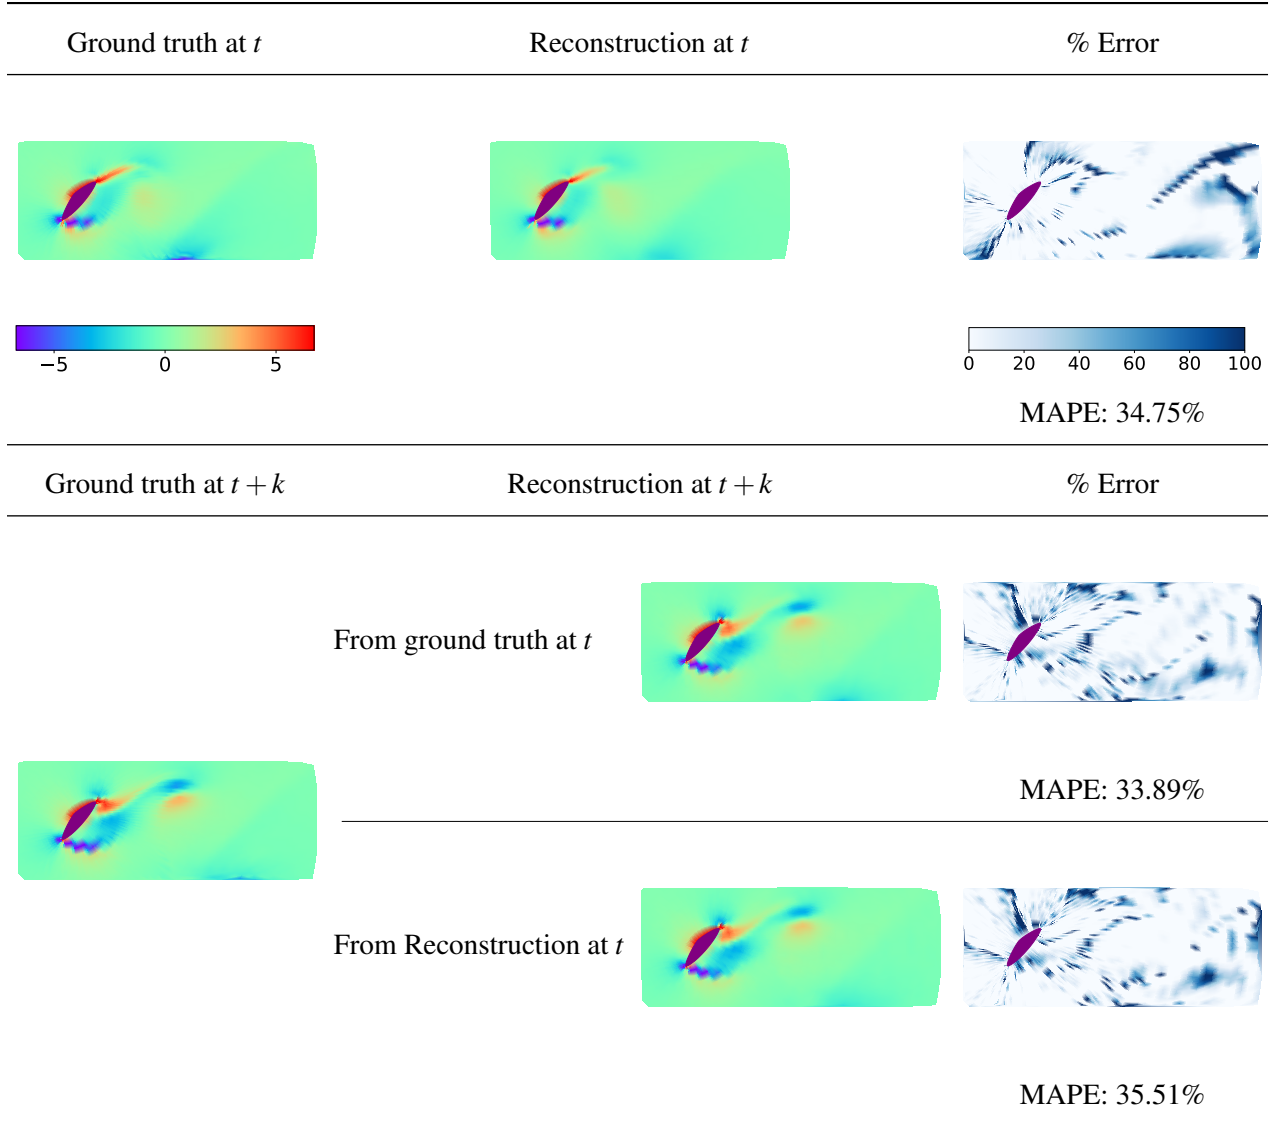 Ground truth at t Reconstruction at t % Error
−5 0 5
0 20 40 60 80 100
MAPE: 34.75%
Ground truth at t + k Reconstruction at t + k % Error
From ground truth at t
MAPE: 33.89%
From Reconstruction at t
MAPE: 35.51%